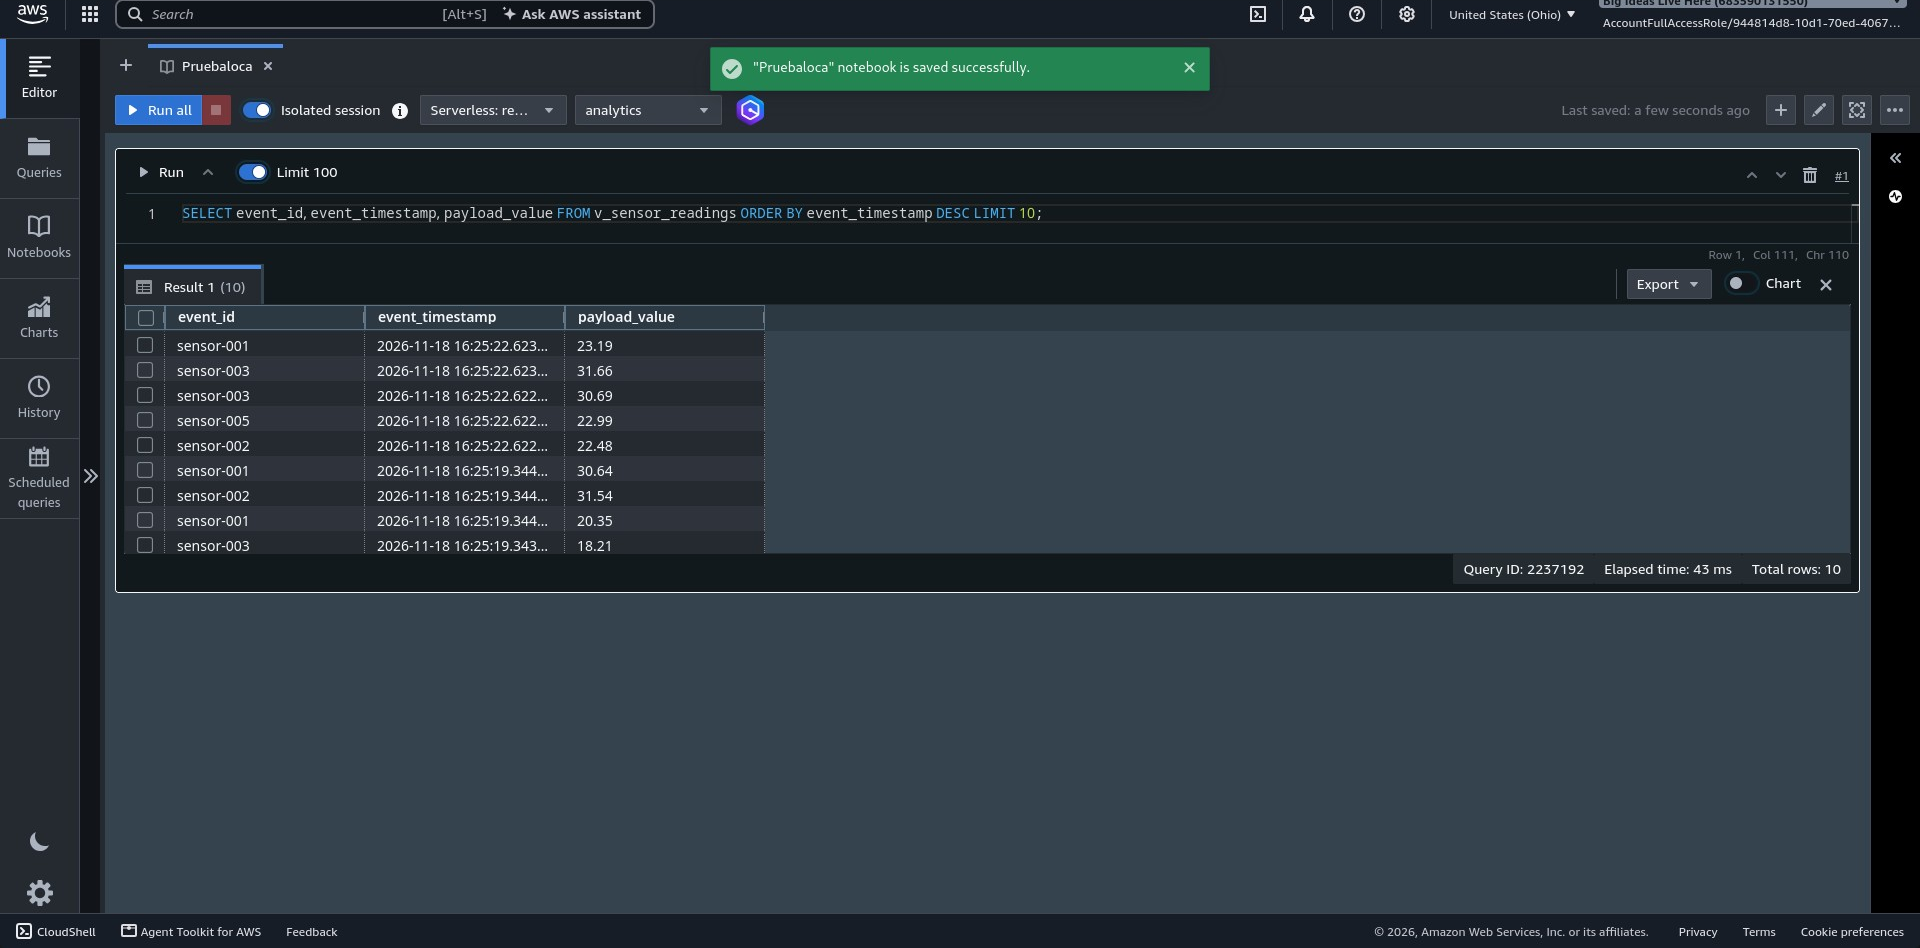 aws
Search [Alt+S] Ask AWS assistant
United States (Ohio)
Big Ideas Live Here (683590131550)
AccountFullAccessRole/944814d8-10d1-70ed-4067...
Editor
Queries
Notebooks
Charts
History
Scheduled
queries
Pruebaloca
"Pruebaloca" notebook is saved successfully.
Run all
Isolated session
Serverless: re...
analytics
Last saved: a few seconds ago
Run
Limit 100
#1
1 SELECT event_id, event_timestamp, payload_value FROM v_sensor_readings ORDER BY event_timestamp DESC LIMIT 10;
Row 1, Col 111, Chr 110
Result 1 (10)
Export
Chart
event_id event_timestamp payload_value
sensor-001 2026-11-18 16:25:22.623... 23.19
sensor-003 2026-11-18 16:25:22.623... 31.66
sensor-003 2026-11-18 16:25:22.622... 30.69
sensor-005 2026-11-18 16:25:22.622... 22.99
sensor-002 2026-11-18 16:25:22.622... 22.48
sensor-001 2026-11-18 16:25:19.344... 30.64
sensor-002 2026-11-18 16:25:19.344... 31.54
sensor-001 2026-11-18 16:25:19.344... 20.35
sensor-003 2026-11-18 16:25:19.343... 18.21
Query ID: 2237192 Elapsed time: 43 ms Total rows: 10
CloudShell Agent Toolkit for AWS Feedback
© 2026, Amazon Web Services, Inc. or its affiliates. Privacy Terms Cookie preferences